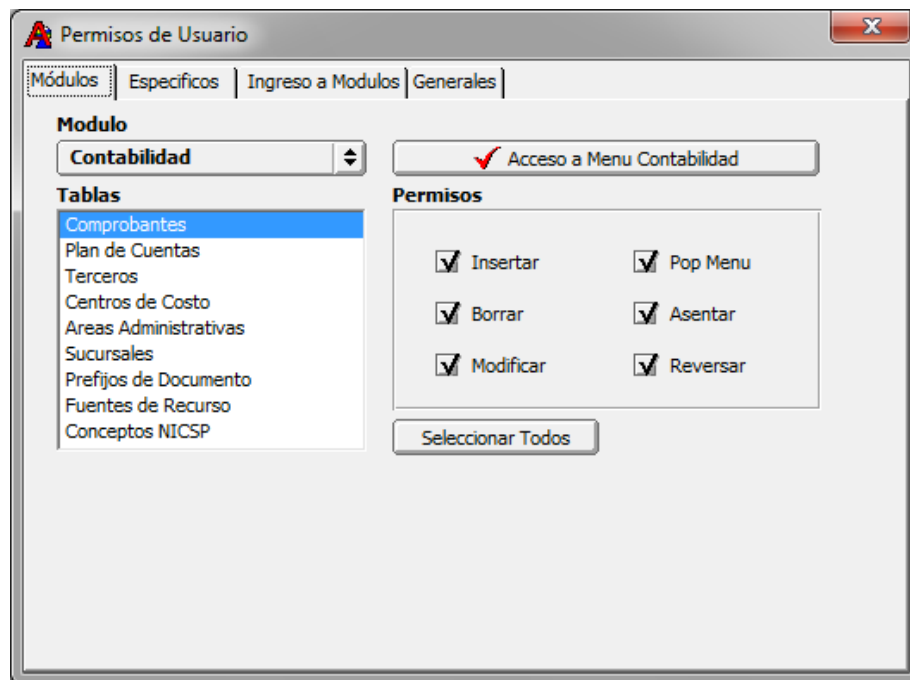 Permisos de Usuario
Módulos
Especificos
Ingreso a Modulos
Generales
Modulo
Contabilidad
Acceso a Menu Contabilidad
Tablas
Comprobantes
Plan de Cuentas
Terceros
Centros de Costo
Areas Administrativas
Sucursales
Prefijos de Documento
Fuentes de Recurso
Conceptos NICSP
Permisos
Insertar
Pop Menu
Borrar
Asentar
Modificar
Reversar
Seleccionar Todos